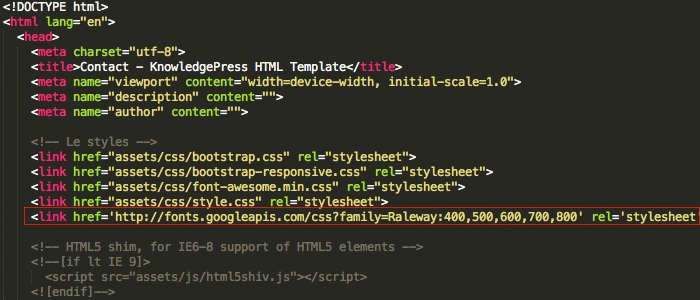 <!DOCTYPE html>
<html lang="en">
<head>
<meta charset="utf-8">
<title>Contact - KnowledgePress HTML Template</title>
<meta name="viewport" content="width=device-width, initial-scale=1.0">
<meta name="description" content="">
<meta name="author" content="">
<!-- Le styles -->
<link href="assets/css/bootstrap.css" rel="stylesheet">
<link href="assets/css/bootstrap-responsive.css" rel="stylesheet">
<link href="assets/css/font-awesome.min.css" rel="stylesheet">
<link href="assets/css/style.css" rel="stylesheet">
<link href='http://fonts.googleapis.com/css?family=Raleway:400,500,600,700,800' rel='stylesheet
<!-- HTML5 shim, for IE6-8 support of HTML5 elements -->
<!--[if lt IE 9]>
<script src="assets/js/html5shiv.js"></script>
<![endif]-->